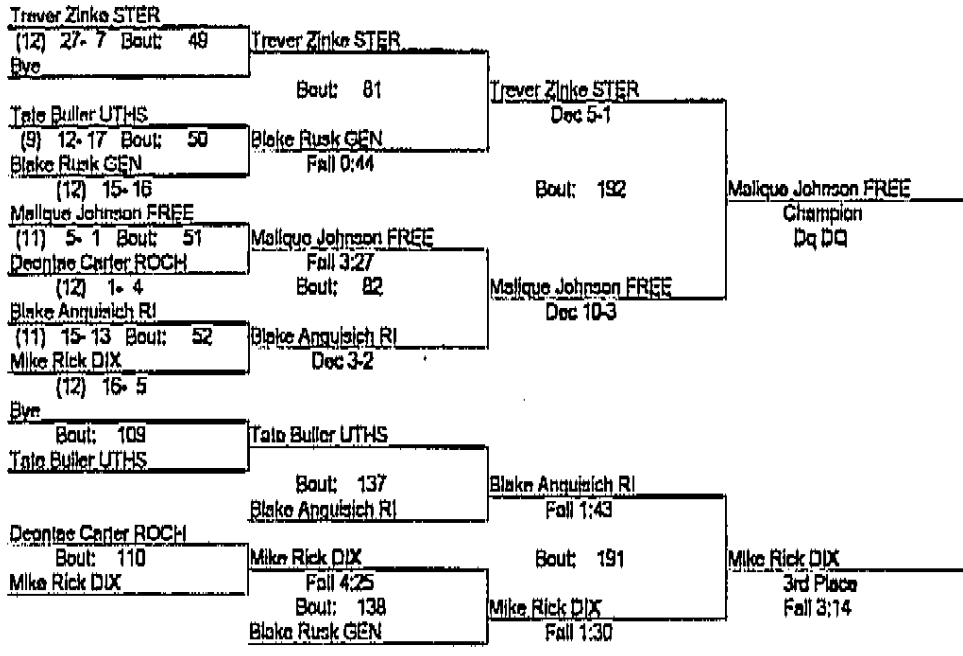 Trever Zinke STER
(12) 27- 7 Bout: 49
Bye
Trever Zinke STER
Bout: 81
Tate Buller UTHS
(9) 12- 17 Bout: 50
Blake Rusk GEN
(12) 15- 16
Blake Rusk GEN
Fall 0:44
Trever Zinke STER
Dec 5-1
Bout: 192
Malique Johnson FREE
(11) 5- 1 Bout: 51
Deontae Carter ROCH
(12) 1- 4
Malique Johnson FREE
Fall 3:27
Bout: 82
Blake Anquisich RI
(11) 15- 13 Bout: 52
Mike Rick DIX
(12) 16- 5
Blake Anquisich RI
Dec 3-2
Malique Johnson FREE
Dec 10-3
Malique Johnson FREE
Champion
Dq DQ
Bye
Bout: 109
Tate Buller UTHS
Tate Buller UTHS
Bout: 137
Blake Anquisich RI
Blake Anquisich RI
Fall 1:43
Bout: 191
Deontae Carter ROCH
Bout: 110
Mike Rick DIX
Mike Rick DIX
Fall 4:25
Bout: 138
Blake Rusk GEN
Mike Rick DIX
Fall 1:30
Mike Rick DIX
3rd Place
Fall 3:14